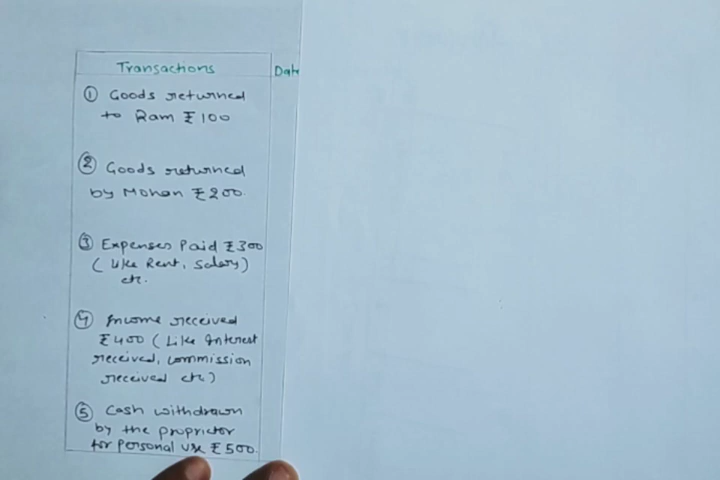 Transactions
Date
① Goods returned
to Ram ₹100
② Goods returned
by Mohan ₹200.
③ Expenses Paid ₹300
(Like Rent, Salary)
etc.
④ Income received
₹400 (Like Interest
received, commission
received etc)
⑤ Cash withdrawn
by the proprietor
for Personal use ₹500.